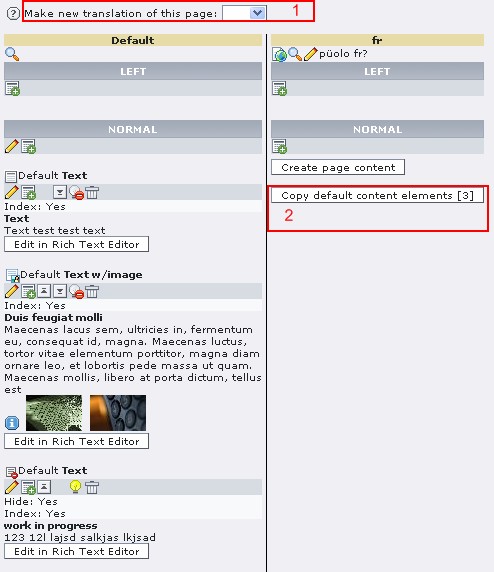 Make new translation of this page:
1
Default
fr
püolo fr?
LEFT
LEFT
NORMAL
NORMAL
Create page content
Copy default content elements [3]
2
Default Text
Index: Yes
Text
Text test test text
Edit in Rich Text Editor
Default Text w/image
Index: Yes
Duis feugiat molli
Maecenas lacus sem, ultricies in, fermentum
eu, consequat id, magna. Maecenas luctus,
tortor vitae elementum porttitor, magna diam
ornare leo, et lobortis pede massa ut quam.
Maecenas mollis, libero at porta dictum, tellus
est
Edit in Rich Text Editor
Default Text
Hide: Yes
Index: Yes
work in progress
123 12l lajsd salkjas lkjsad
Edit in Rich Text Editor